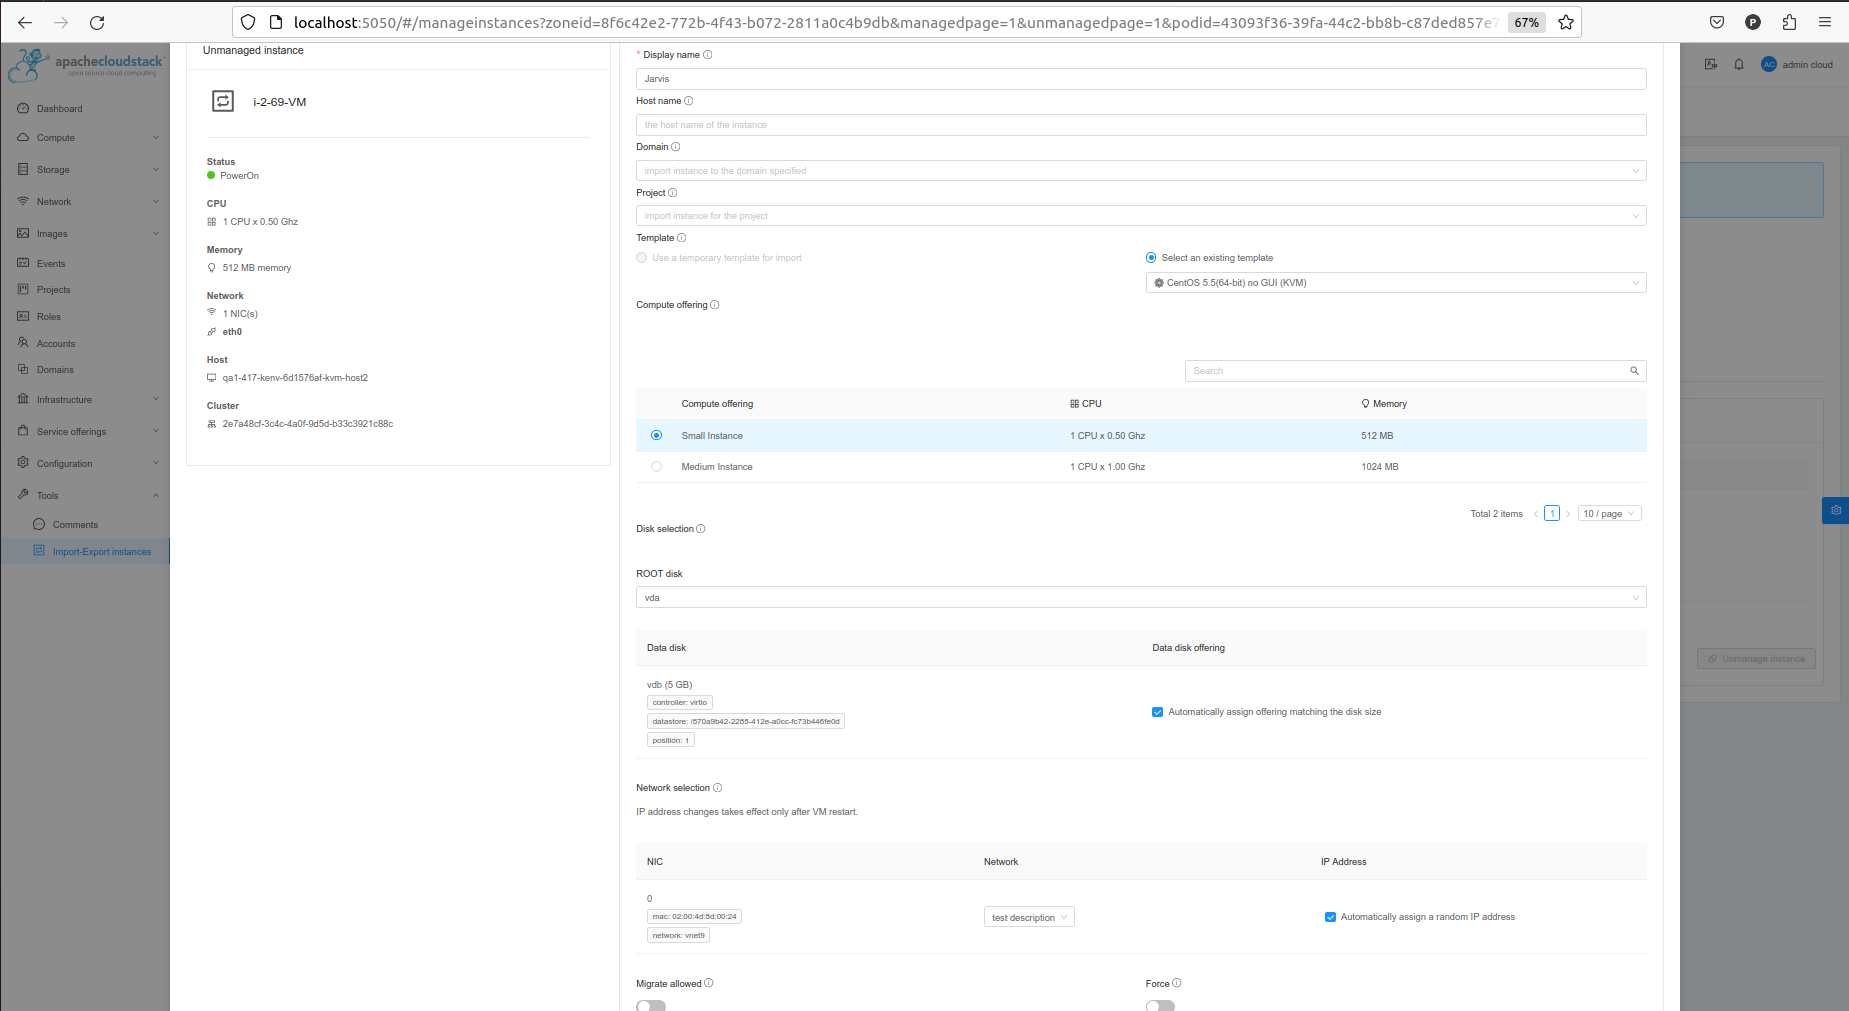 localhost:5050/#/manageinstances?zoneid=8f6c42e2-772b-4f43-b072-2811a0c4b9db&managedpage=1&unmanagedpage=1&podid=43093f36-39fa-44c2-bb8b-c87ded857e7
67%
apachecloudstack
open source cloud computing
AC admin cloud
Dashboard
Compute
Storage
Network
Images
Events
Projects
Roles
Accounts
Domains
Infrastructure
Service offerings
Configuration
Tools
Comments
Import-Export instances
Unmanaged instance
i-2-69-VM
Status
PowerOn
CPU
1 CPU x 0.50 Ghz
Memory
512 MB memory
Network
1 NIC(s)
eth0
Host
qa1-417-kenv-6d1576af-kvm-host2
Cluster
2e7a48cf-3c4c-4a0f-9d5d-b33c3921c88c
* Display name
Jarvis
Host name
the host name of the instance
Domain
import instance to the domain specified
Project
import instance for the project
Template
Use a temporary template for import
Select an existing template
CentOS 5.5(64-bit) no GUI (KVM)
Compute offering
Search
Compute offering CPU Memory
Small Instance 1 CPU x 0.50 Ghz 512 MB
Medium Instance 1 CPU x 1.00 Ghz 1024 MB
Total 2 items < 1 > 10 / page
Disk selection
ROOT disk
vda
Data disk Data disk offering
vdb (5 GB)
controller: virtio
datastore: /870a9b42-2285-412e-a0cc-fc73b446fe0d
position: 1
Automatically assign offering matching the disk size
Network selection
IP address changes takes effect only after VM restart.
NIC Network IP Address
0
mac: 02:00:4d:8d:00:24
network: vnet9
test description
Automatically assign a random IP address
Migrate allowed
Force
Unmanage instance